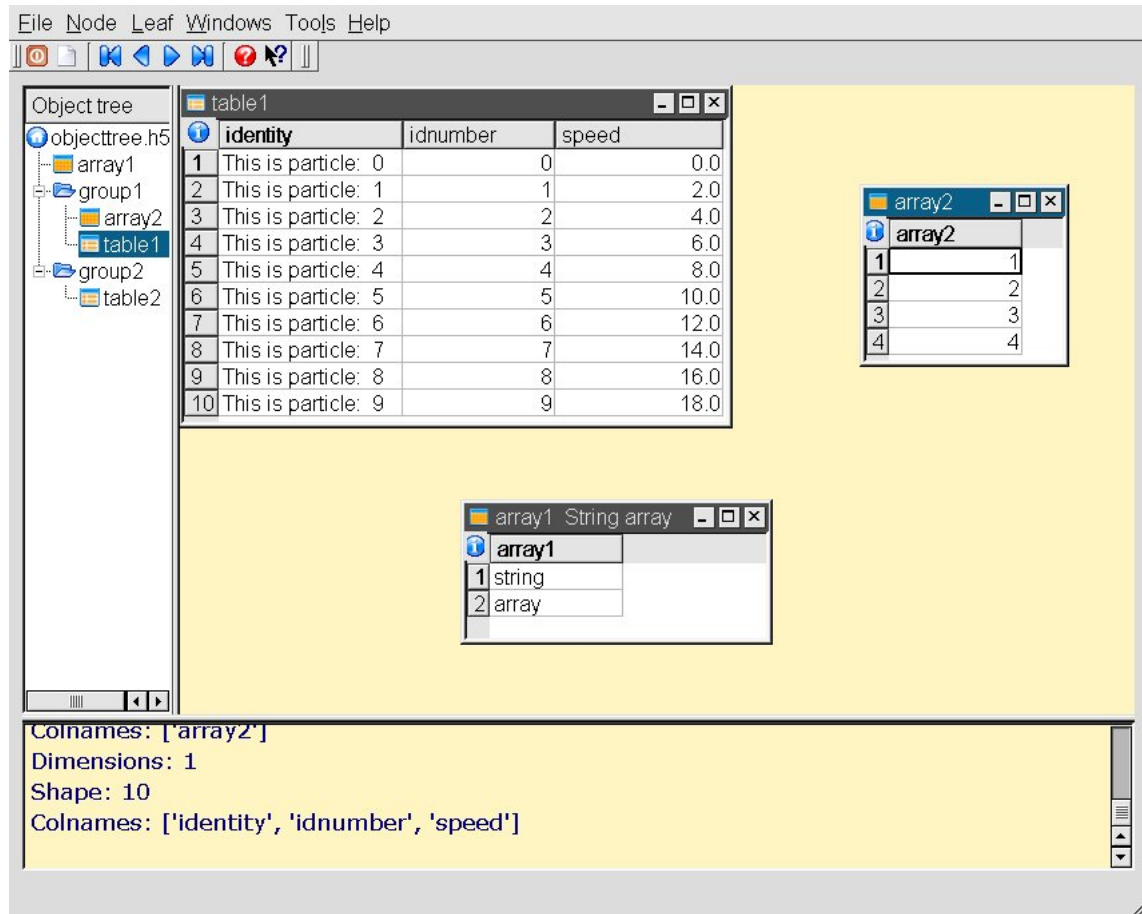 File Node Leaf Windows Tools Help
Object tree
objecttree.h5
array1
group1
array2
table1
group2
table2
table1
identity idnumber speed
1 This is particle: 0 0 0.0
2 This is particle: 1 1 2.0
3 This is particle: 2 2 4.0
4 This is particle: 3 3 6.0
5 This is particle: 4 4 8.0
6 This is particle: 5 5 10.0
7 This is particle: 6 6 12.0
8 This is particle: 7 7 14.0
9 This is particle: 8 8 16.0
10 This is particle: 9 9 18.0
array2
array2
1 1
2 2
3 3
4 4
array1 String array
array1
1 string
2 array
Colnames: ['array2']
Dimensions: 1
Shape: 10
Colnames: ['identity', 'idnumber', 'speed']